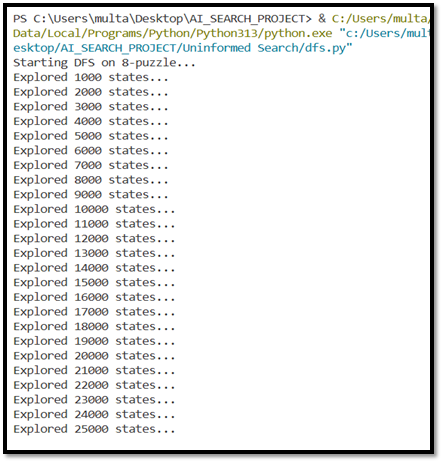 PS C:\Users\multa\Desktop\AI_SEARCH_PROJECT> & C:/Users/multa/
Data/Local/Programs/Python/Python313/python.exe "c:/Users/mult
esktop/AI_SEARCH_PROJECT/Uninformed Search/dfs.py"
Starting DFS on 8-puzzle...
Explored 1000 states...
Explored 2000 states...
Explored 3000 states...
Explored 4000 states...
Explored 5000 states...
Explored 6000 states...
Explored 7000 states...
Explored 8000 states...
Explored 9000 states...
Explored 10000 states...
Explored 11000 states...
Explored 12000 states...
Explored 13000 states...
Explored 14000 states...
Explored 15000 states...
Explored 16000 states...
Explored 17000 states...
Explored 18000 states...
Explored 19000 states...
Explored 20000 states...
Explored 21000 states...
Explored 22000 states...
Explored 23000 states...
Explored 24000 states...
Explored 25000 states...